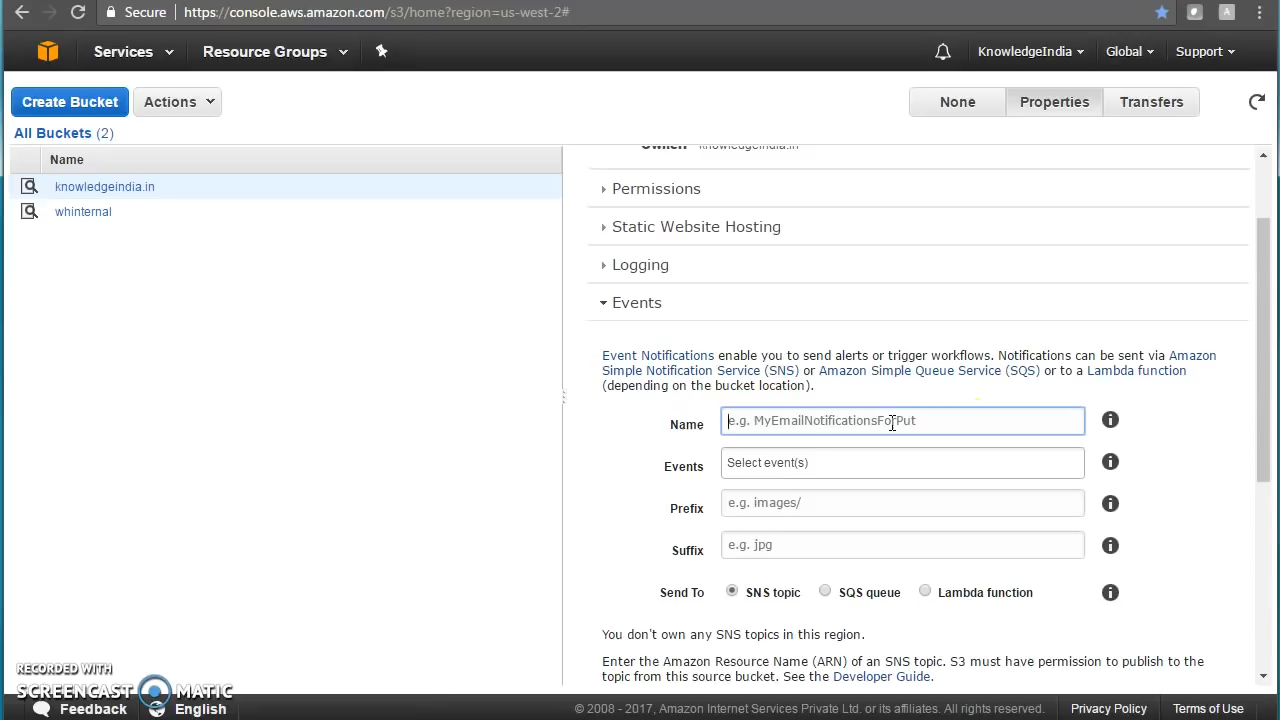 Secure https://console.aws.amazon.com/s3/home?region=us-west-2#
Services Resource Groups KnowledgeIndia Global Support
Create Bucket Actions None Properties Transfers
All Buckets (2)
Name
knowledgeindia.in
whinternal
Owner: knowledgeindia.in
Permissions
Static Website Hosting
Logging
Events
Event Notifications enable you to send alerts or trigger workflows. Notifications can be sent via Amazon
Simple Notification Service (SNS) or Amazon Simple Queue Service (SQS) or to a Lambda function
(depending on the bucket location).
Name e.g. MyEmailNotificationsForPut
Events Select event(s)
Prefix e.g. images/
Suffix e.g. jpg
Send To SNS topic SQS queue Lambda function
You don't own any SNS topics in this region.
Enter the Amazon Resource Name (ARN) of an SNS topic. S3 must have permission to publish to the
topic from this source bucket. See the Developer Guide.
RECORDED WITH
SCREENCAST MATIC
Feedback English © 2008 - 2017, Amazon Internet Services Private Ltd. or its affiliates. All rights reserved. Privacy Policy Terms of Use